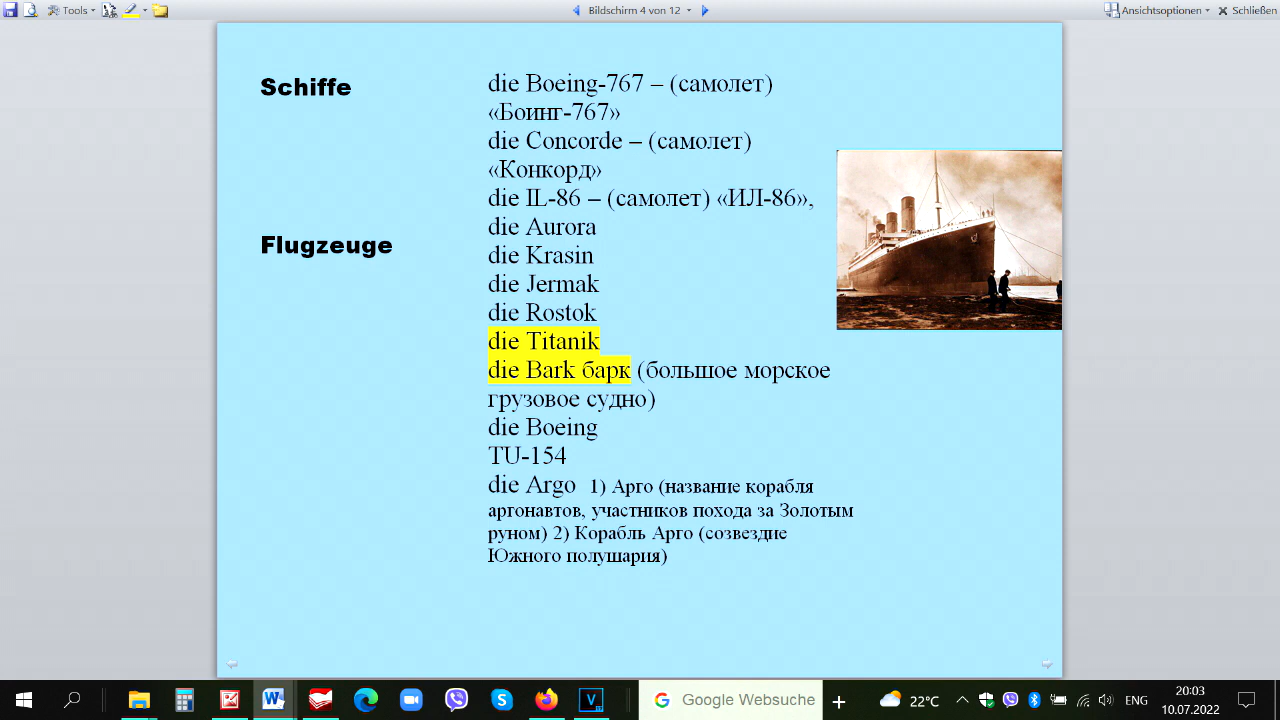 Tools
Bildschirm 4 von 12
Ansichtsoptionen
Schließen
Schiffe
Flugzeuge
die Boeing-767 – (самолет)
«Боинг-767»
die Concorde – (самолет)
«Конкорд»
die IL-86 – (самолет) «ИЛ-86»,
die Aurora
die Krasin
die Jermak
die Rostok
die Titanik
die Bark барк (большое морское
грузовое судно)
die Boeing
TU-154
die Argo 1) Арго (название корабля
аргонавтов, участников похода за Золотым
руном) 2) Корабль Арго (созвездие
Южного полушария)
Google Websuche
22°C
ENG
20:03
10.07.2022